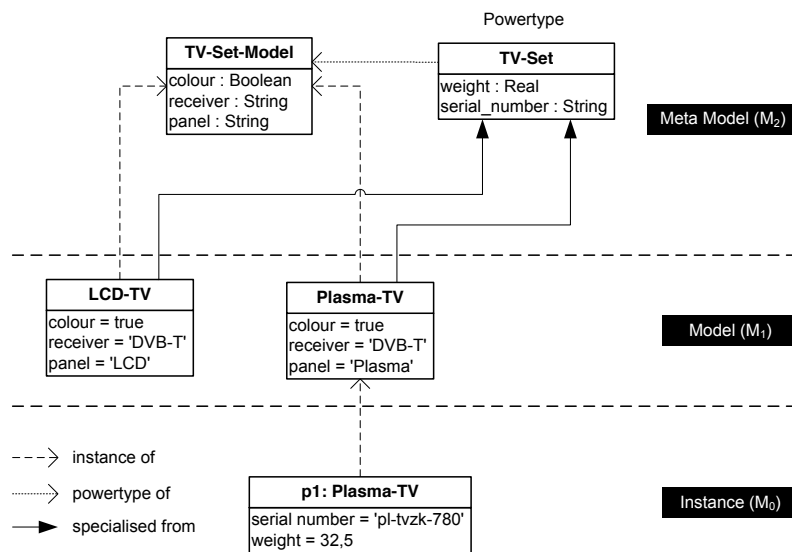 Powertype
TV-Set-Model
colour : Boolean
receiver : String
panel : String
TV-Set
weight : Real
serial_number : String
Meta Model (M₂)
LCD-TV
colour = true
receiver = 'DVB-T'
panel = 'LCD'
Plasma-TV
colour = true
receiver = 'DVB-T'
panel = 'Plasma'
Model (M₁)
instance of
powertype of
specialised from
p1: Plasma-TV
serial number = 'pl-tvzk-780'
weight = 32,5
Instance (M₀)